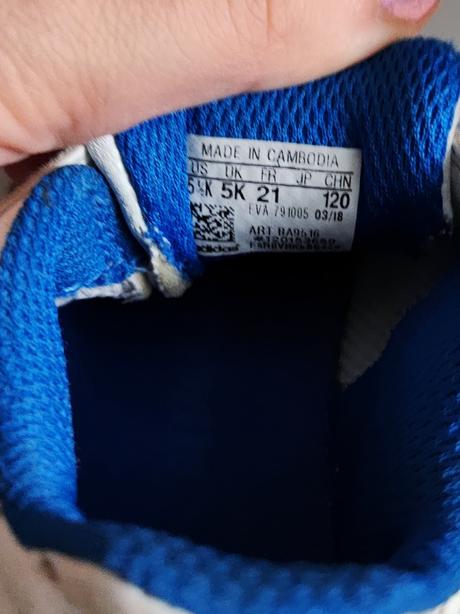 MADE IN CAMBODIA
US UK FR JP CHN
5½K 5K 21 120
EVA 791005 03/18
ART BA9516
adidas